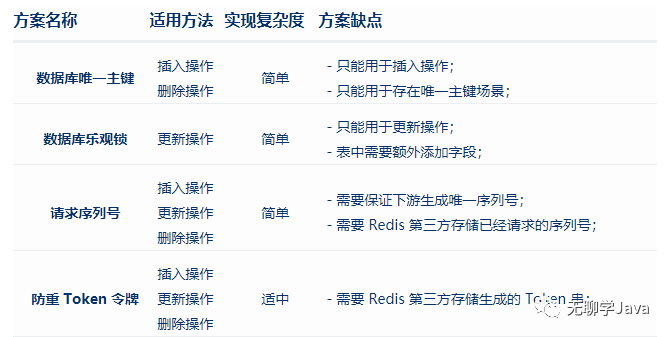 方案名称 适用方法 实现复杂度 方案缺点
数据库唯一主键 插入操作 删除操作 简单 - 只能用于插入操作；
- 只能用于存在唯一主键场景；
数据库乐观锁 更新操作 简单 - 只能用于更新操作；
- 表中需要额外添加字段；
请求序列号 插入操作 更新操作 删除操作 简单 - 需要保证下游生成唯一序列号；
- 需要 Redis 第三方存储已经请求的序列号；
防重 Token 令牌 插入操作 更新操作 删除操作 适中 - 需要 Redis 第三方存储生成的 Token 串；
无聊学Java